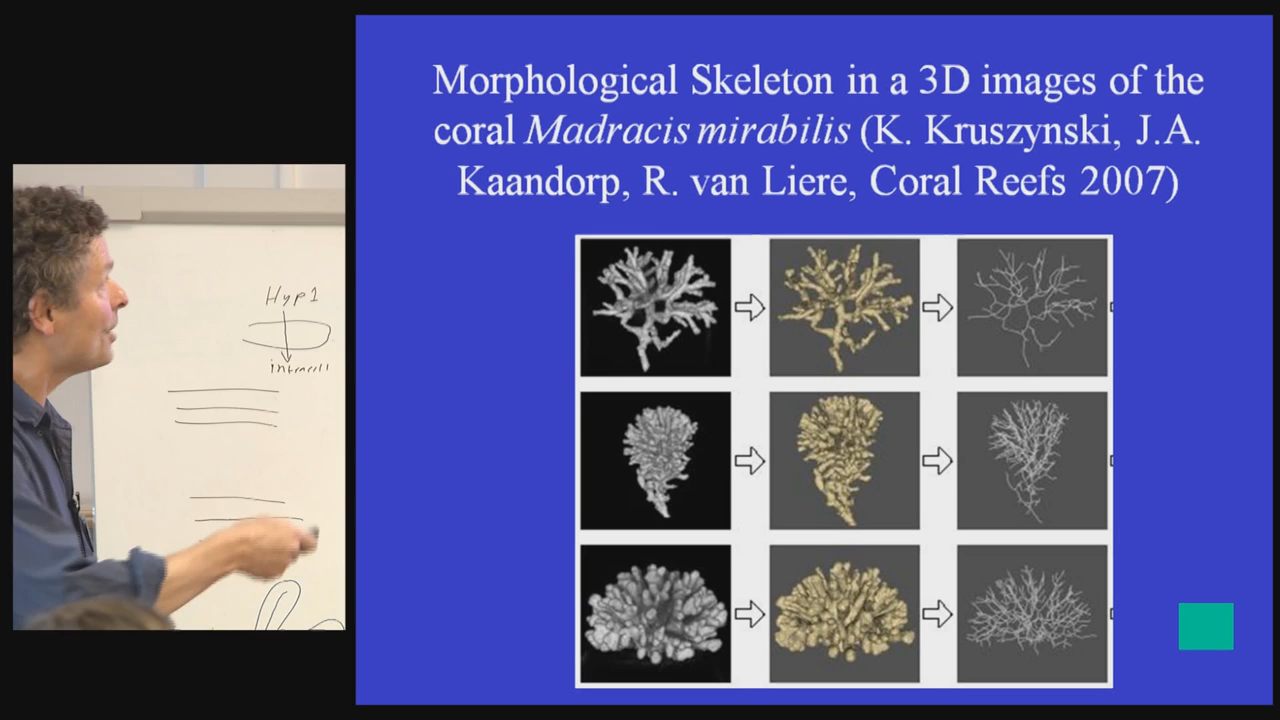 Morphological Skeleton in a 3D images of the
coral Madracis mirabilis (K. Kruszynski, J.A.
Kaandorp, R. van Liere, Coral Reefs 2007)
Hyp1
intracell